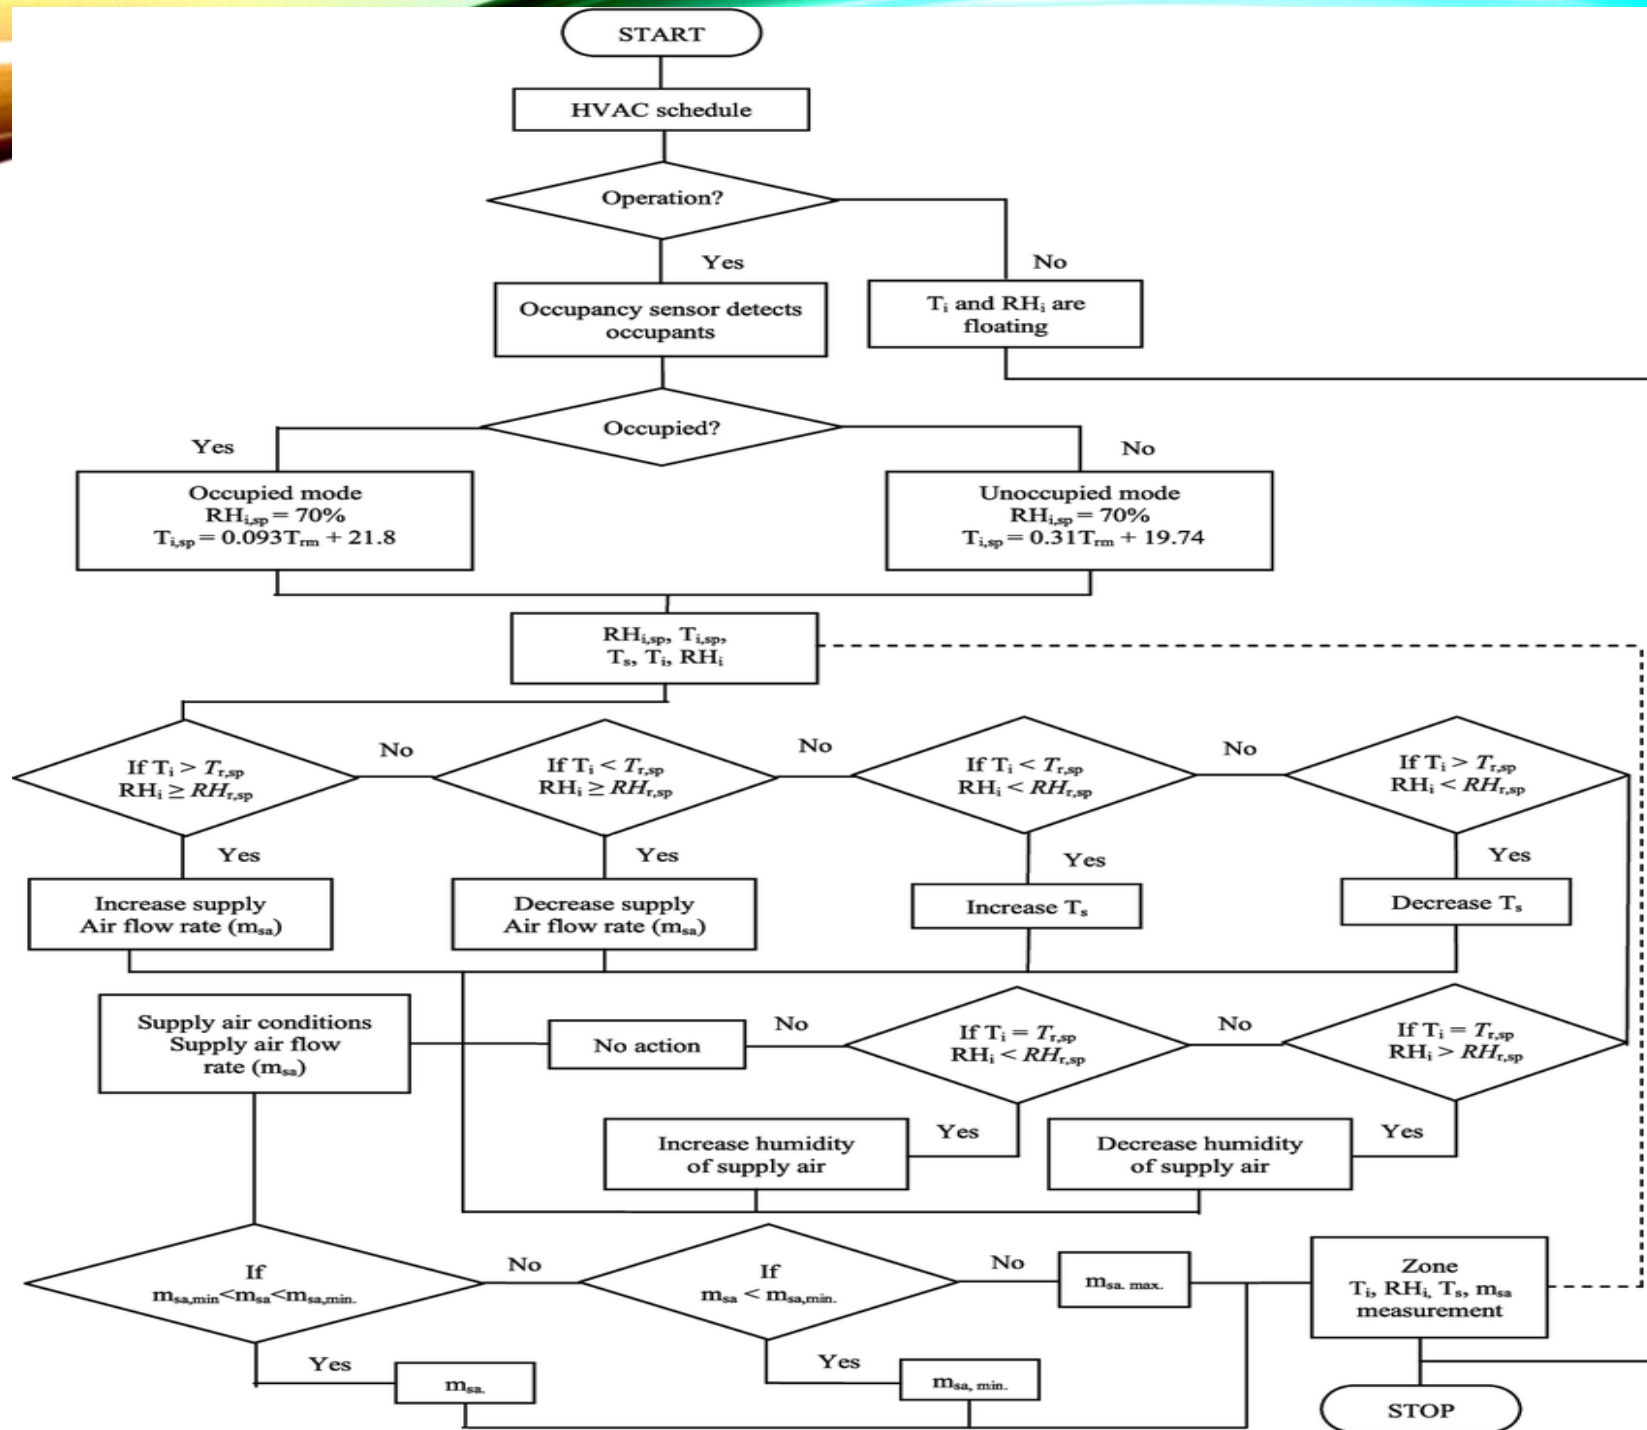 START
HVAC schedule
Operation?
Yes
No
Occupancy sensor detects
occupants
Tᵢ and RHᵢ are
floating
Occupied?
Yes
No
Occupied mode
RHi,sp = 70%
Ti,sp = 0.093Trm + 21.8
Unoccupied mode
RHi,sp = 70%
Ti,sp = 0.31Trm + 19.74
RHi,sp, Ti,sp,
Ts, Ti, RHi
If Ti > Tr,sp
RHi ≥ RHr,sp
No
If Ti < Tr,sp
RHi ≥ RHr,sp
No
If Ti < Tr,sp
RHi < RHr,sp
No
If Ti > Tr,sp
RHi < RHr,sp
Yes
Yes
Yes
Yes
Increase supply
Air flow rate (msa)
Decrease supply
Air flow rate (msa)
Increase Ts
Decrease Ts
Supply air conditions
Supply air flow
rate (msa)
No action
No
If Ti = Tr,sp
RHi < RHr,sp
No
If Ti = Tr,sp
RHi > RHr,sp
Increase humidity
of supply air
Yes
Decrease humidity
of supply air
Yes
If
msa,min<msa<msa,min.
No
If
msa < msa,min.
No
msa. max.
Zone
Ti, RHi, Ts, msa
measurement
Yes
msa.
Yes
msa, min.
STOP